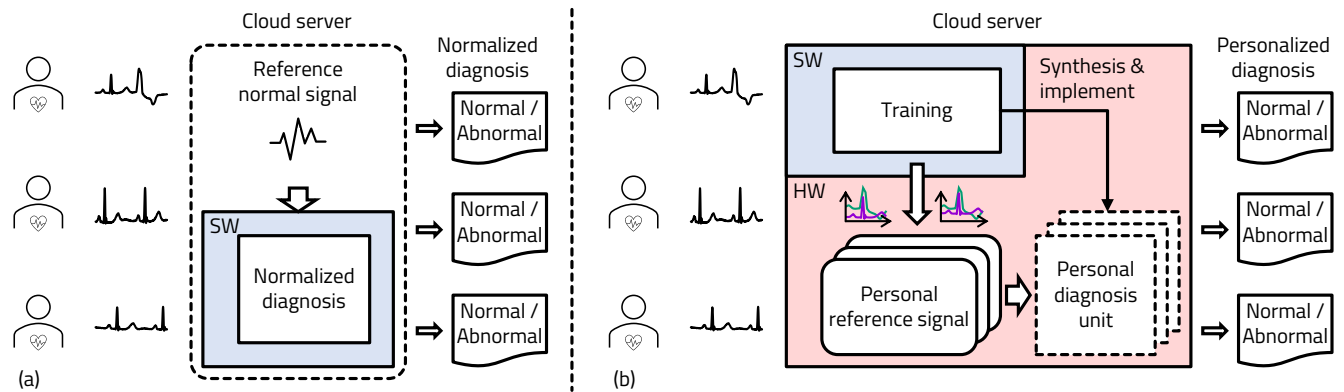 Cloud server
Reference
normal signal
SW
Normalized
diagnosis
Normalized
diagnosis
Normal /
Abnormal
Normal /
Abnormal
Normal /
Abnormal
(a)
Cloud server
SW
Training
Synthesis &
implement
HW
Personal
reference signal
Personal
diagnosis
unit
Personalized
diagnosis
Normal /
Abnormal
Normal /
Abnormal
Normal /
Abnormal
(b)